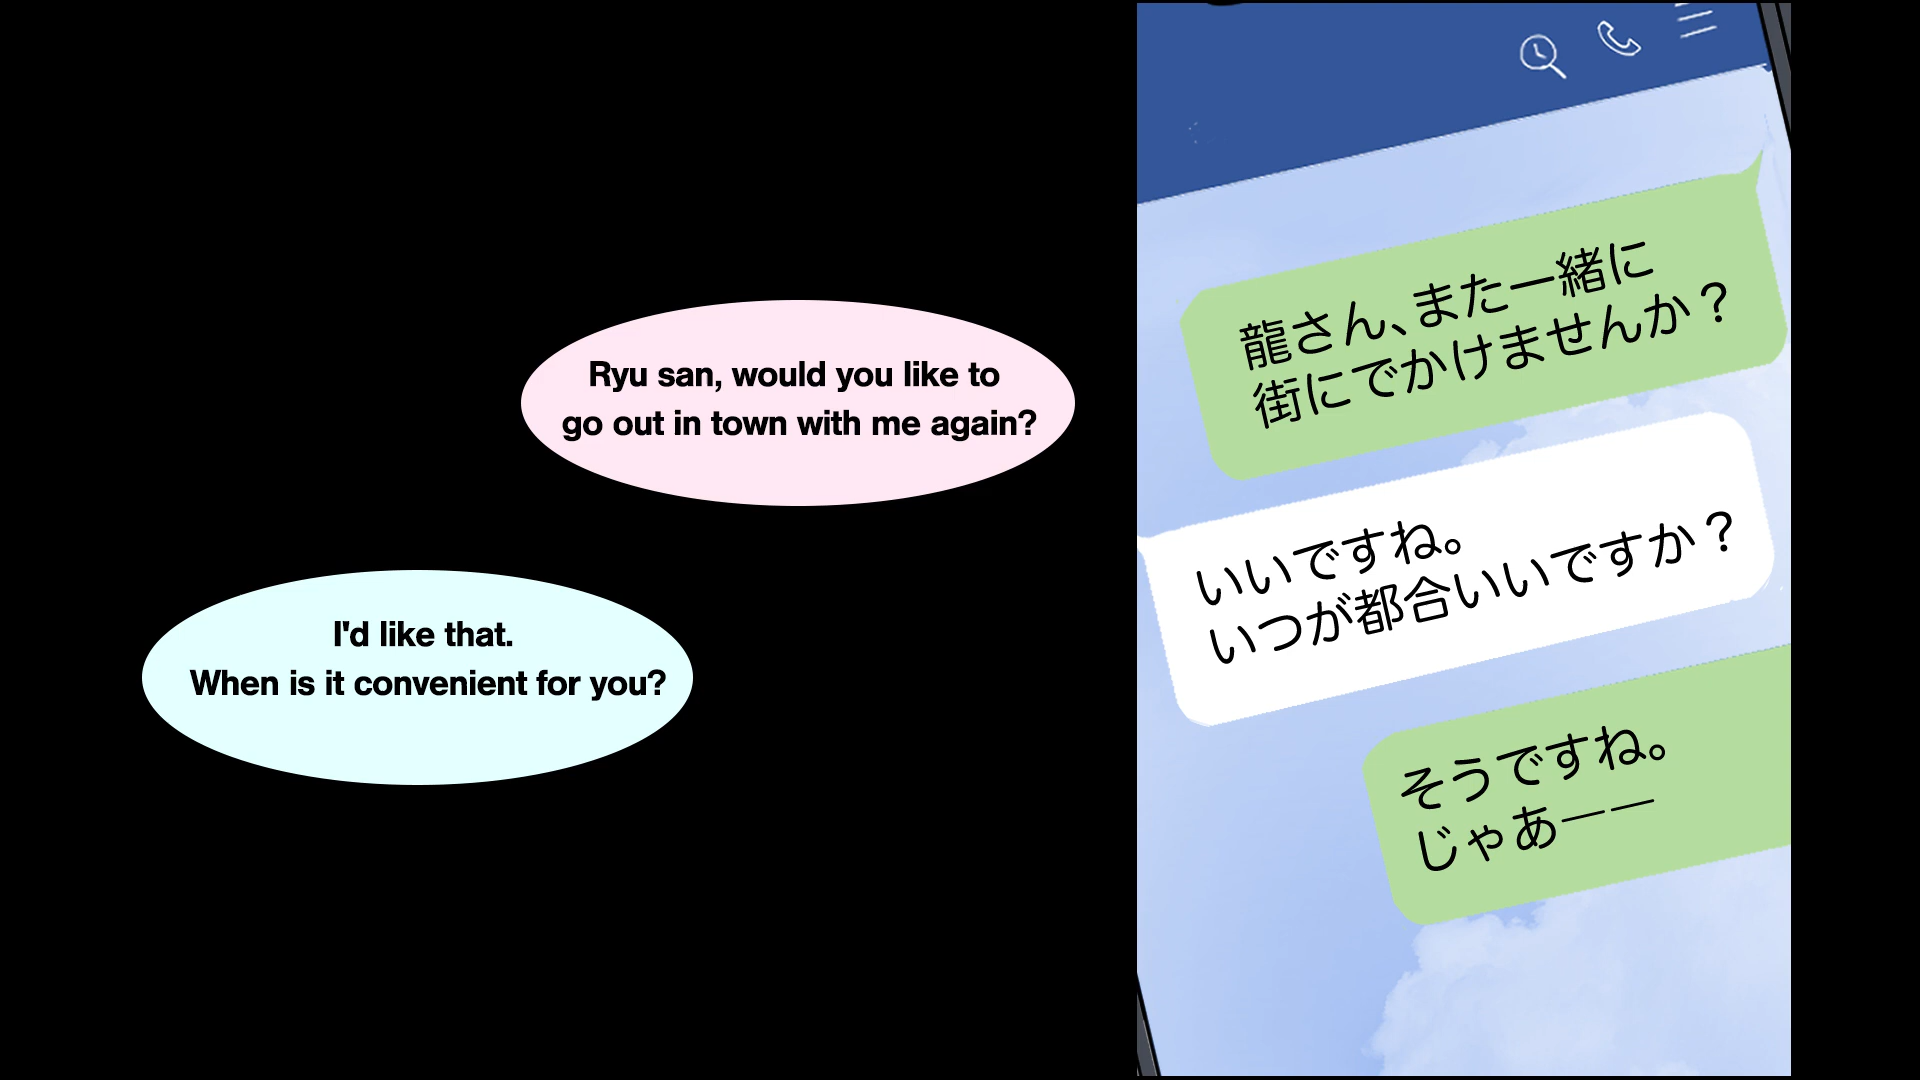 Ryu san, would you like to
go out in town with me again?
I'd like that.
When is it convenient for you?
龍さん、また一緒に
街にでかけませんか？
いいですね。
いつが都合いいですか？
そうですね。
じゃあ――